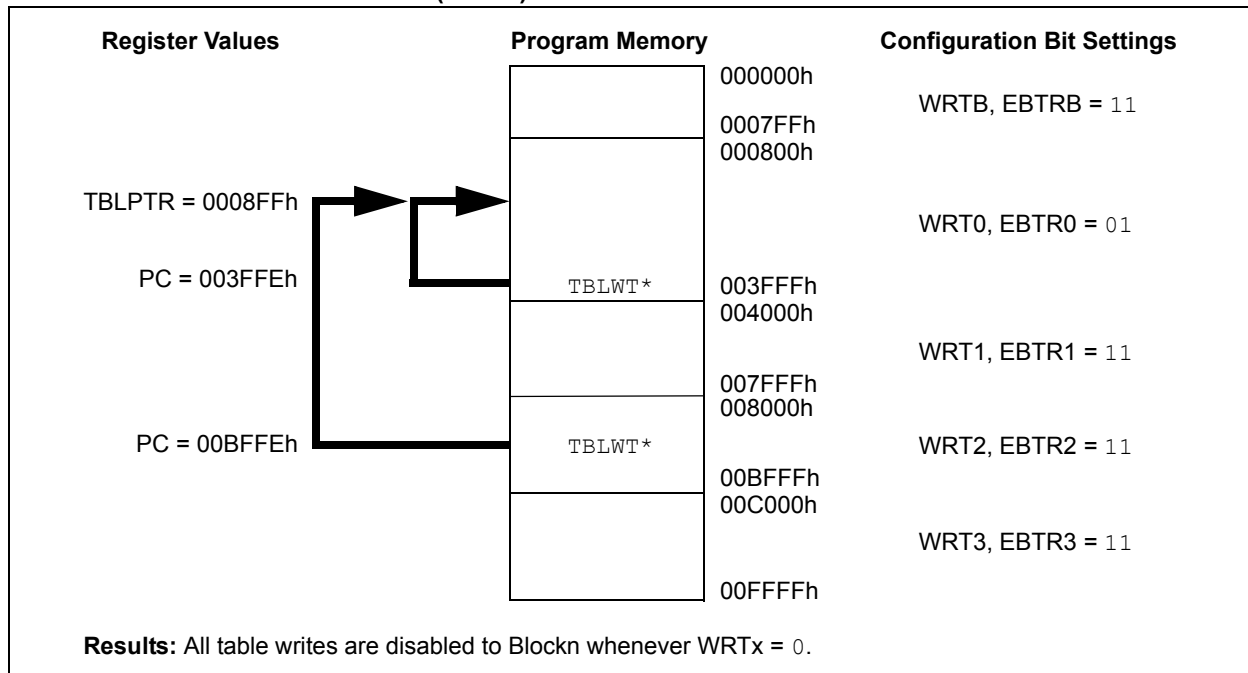 Register Values Program Memory Configuration Bit Settings
000000h
WRTB, EBTRB = 11
0007FFh
000800h
TBLPTR = 0008FFh
WRT0, EBTR0 = 01
PC = 003FFEh TBLWT* 003FFFh
004000h
WRT1, EBTR1 = 11
007FFFh
008000h
PC = 00BFFEh TBLWT* WRT2, EBTR2 = 11
00BFFFh
00C000h
WRT3, EBTR3 = 11
00FFFFh
Results: All table writes are disabled to Blockn whenever WRTx = 0.